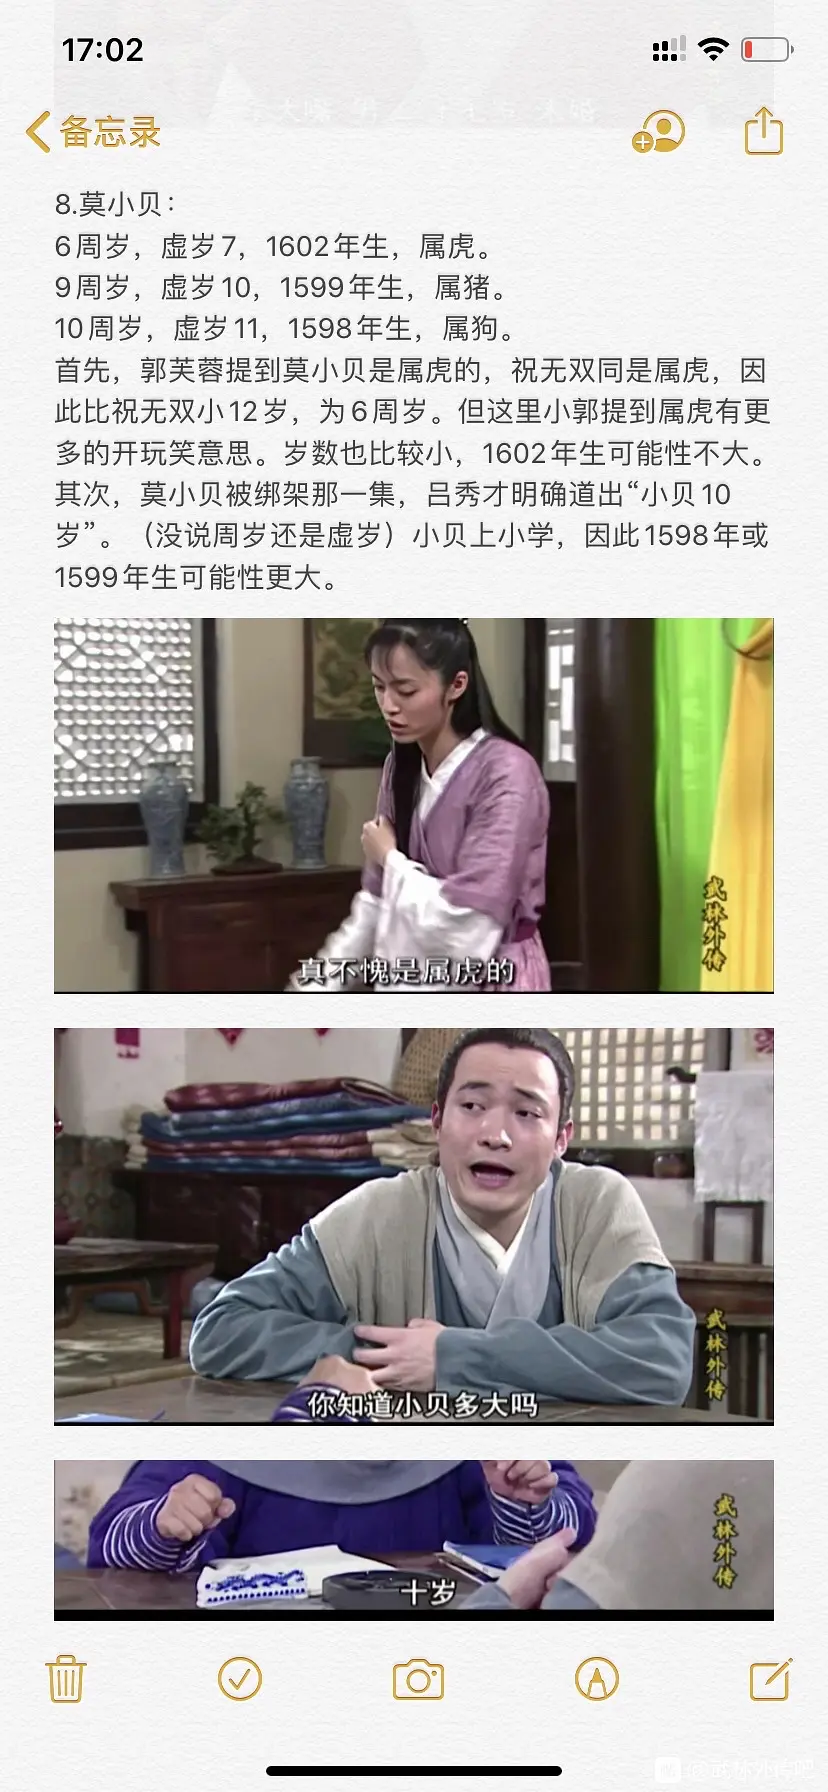 17:02
备忘录
8.莫小贝：
6周岁，虚岁7，1602年生，属虎。
9周岁，虚岁10，1599年生，属猪。
10周岁，虚岁11，1598年生，属狗。
首先，郭芙蓉提到莫小贝是属虎的，祝无双同是属虎，因
此比祝无双小12岁，为6周岁。但这里小郭提到属虎有更
多的开玩笑意思。岁数也比较小，1602年生可能性不大。
其次，莫小贝被绑架那一集，吕秀才明确道出“小贝10
岁”。（没说周岁还是虚岁）小贝上小学，因此1598年或
1599年生可能性更大。
武林外传
真不愧是属虎的
武林外传
你知道小贝多大吗
武林外传
十岁
@武林外传吧